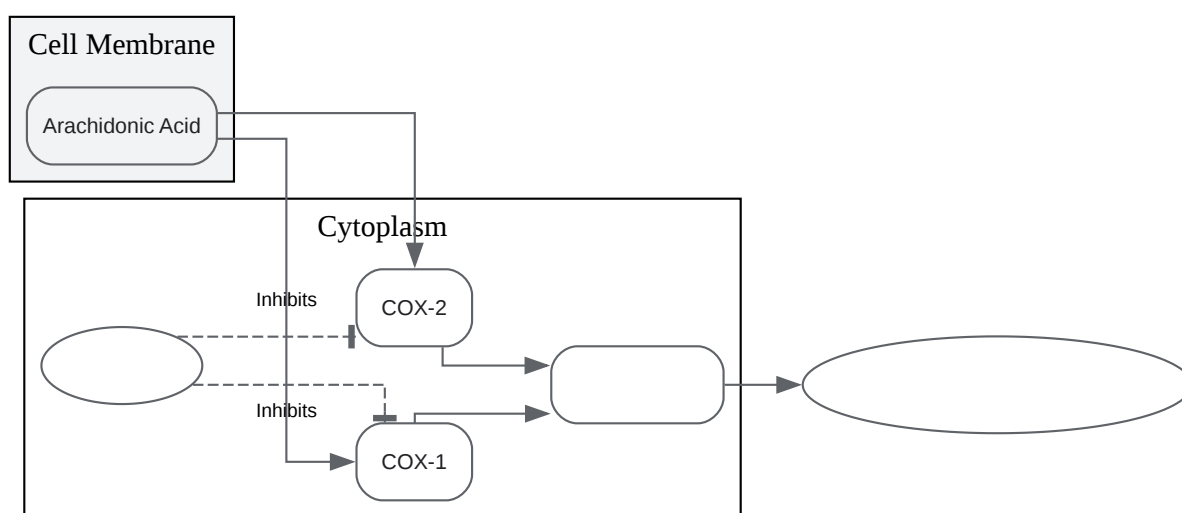 Cell Membrane
Arachidonic Acid
Cytoplasm
Inhibits
COX-2
Inhibits
COX-1